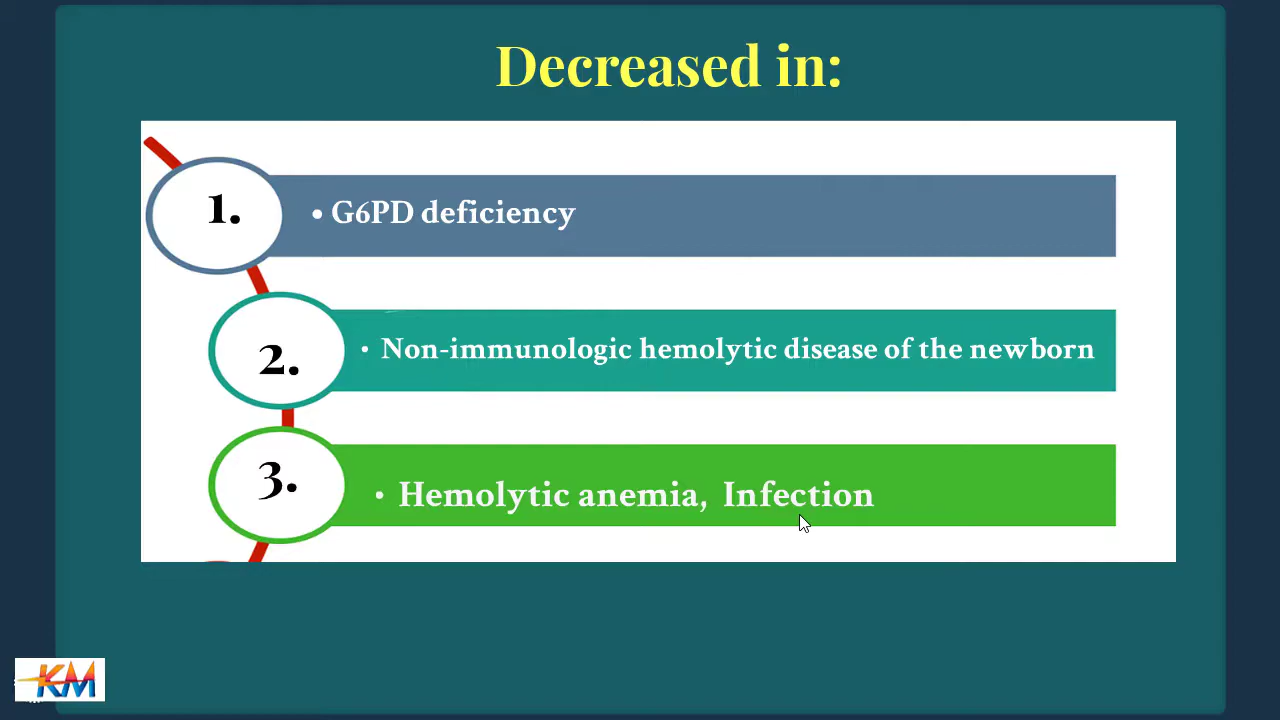 Decreased in:
1.
• G6PD deficiency
2.
• Non-immunologic hemolytic disease of the newborn
3.
• Hemolytic anemia, Infection
KM